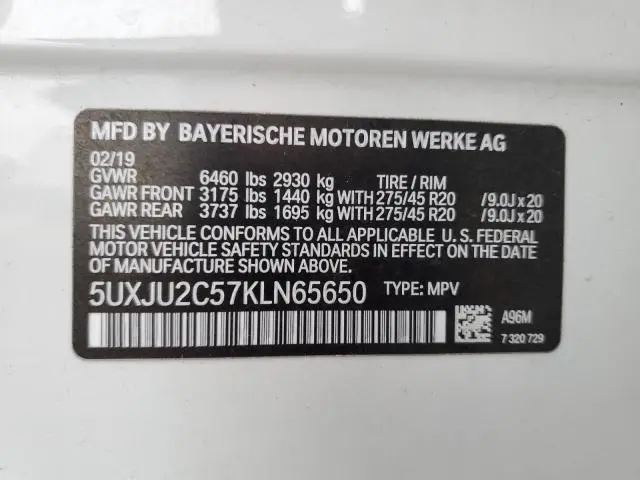 MFD BY BAYERISCHE MOTOREN WERKE AG
02/19
GVWR 6460 lbs 2930 kg TIRE / RIM
GAWR FRONT 3175 lbs 1440 kg WITH 275/45 R20 / 9.0J x 20
GAWR REAR 3737 lbs 1695 kg WITH 275/45 R20 / 9.0J x 20
THIS VEHICLE CONFORMS TO ALL APPLICABLE U. S. FEDERAL
MOTOR VEHICLE SAFETY STANDARDS IN EFFECT ON THE DATE
OF MANUFACTURE SHOWN ABOVE.
5UXJU2C57KLN65650 TYPE: MPV
A96M
7 320 729